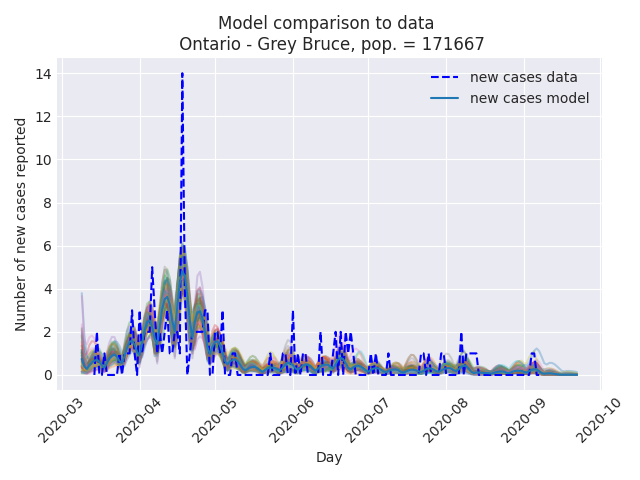 Model comparison to data
Ontario - Grey Bruce, pop. = 171667
new cases data
new cases model
Number of new cases reported
14
12
10
8
6
4
2
0
2020-03
2020-04
2020-05
2020-06
2020-07
2020-08
2020-09
2020-10
Day